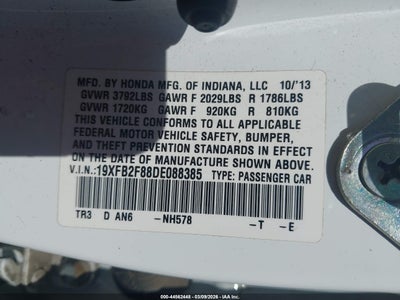 MFD. BY HONDA MFG. OF INDIANA, LLC 10/'13
GVWR 3792LBS GAWR F 2029LBS R 1786LBS
GVWR 1720KG GAWR F 920KG R 810KG
THIS VEHICLE CONFORMS TO ALL APPLICABLE
FEDERAL MOTOR VEHICLE SAFETY, BUMPER,
AND THEFT PREVENTION STANDARDS IN EFFECT
ON THE DATE OF MANUFACTURE SHOWN ABOVE.
V.I.N.:19XFB2F88DE088385 TYPE: PASSENGER CAR
TR3 D AN6 -NH578 -T -E
© 44562448 - 03/09/2026 - IAA, Inc.